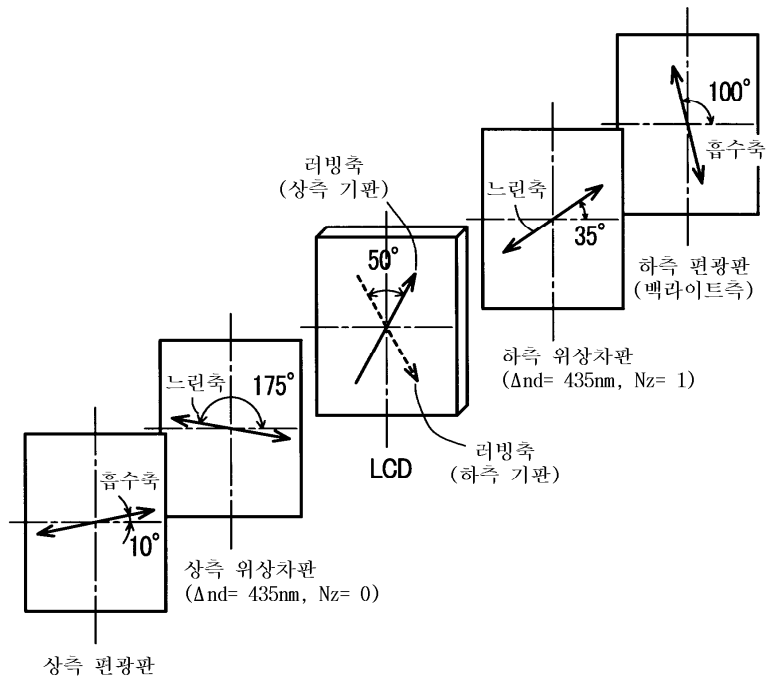 100°
흡수축
하측 편광판
(백라이트측)
느린축
35°
하측 위상차판
(Δnd= 435nm, Nz= 1)
러빙축
(상측 기판)
50°
러빙축
(하측 기판)
LCD
느린축
175°
상측 위상차판
(Δnd= 435nm, Nz= 0)
흡수축
10°
상측 편광판